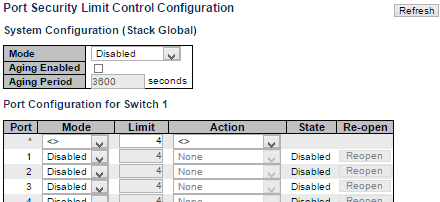 Port Security Limit Control Configuration
Refresh
System Configuration (Stack Global)
Mode Disabled
Aging Enabled
Aging Period 3600 seconds
Port Configuration for Switch 1
Port Mode Limit Action State Re-open
* <> 4 <>
1 Disabled 4 None Disabled Reopen
2 Disabled 4 None Disabled Reopen
3 Disabled 4 None Disabled Reopen
4 Disabled 4 None Disabled Reopen